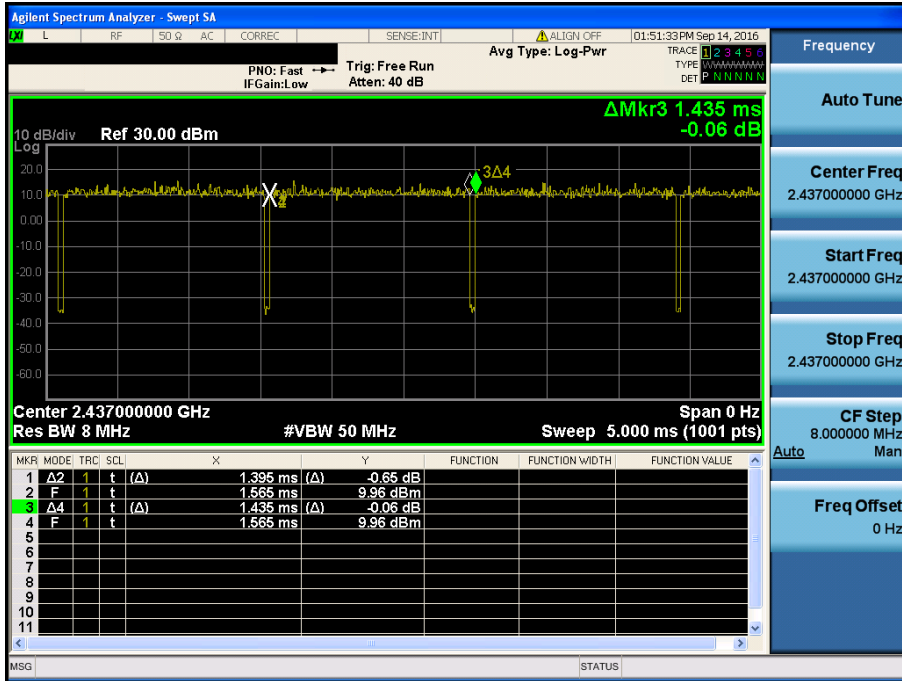 Agilent Spectrum Analyzer - Swept SA
LXI L RF 50 Ω AC CORREC SENSE:INT ALIGN OFF 01:51:33 PM Sep 14, 2016
Frequency
Avg Type: Log-Pwr TRACE 1 2 3 4 5 6
PNO: Fast Trig: Free Run TYPE WWWWWW
IFGain:Low Atten: 40 dB DET P N N N N N
Auto Tune
ΔMkr3 1.435 ms
10 dB/div Ref 30.00 dBm -0.06 dB
Log
20.0
10.0
0.00
-10.0
-20.0
-30.0
-40.0
-50.0
-60.0
3Δ4
Center Freq
2.437000000 GHz
Start Freq
2.437000000 GHz
Stop Freq
2.437000000 GHz
Center 2.437000000 GHz Span 0 Hz
Res BW 8 MHz #VBW 50 MHz Sweep 5.000 ms (1001 pts)
CF Step
8.000000 MHz
Auto Man
Freq Offset
0 Hz
MKR MODE TRC SCL X Y FUNCTION FUNCTION WIDTH FUNCTION VALUE
1 Δ2 1 t (Δ) 1.395 ms (Δ) -0.65 dB
2 F 1 t 1.565 ms 9.96 dBm
3 Δ4 1 t (Δ) 1.435 ms (Δ) -0.06 dB
4 F 1 t 1.565 ms 9.96 dBm
5
6
7
8
9
10
11
MSG STATUS